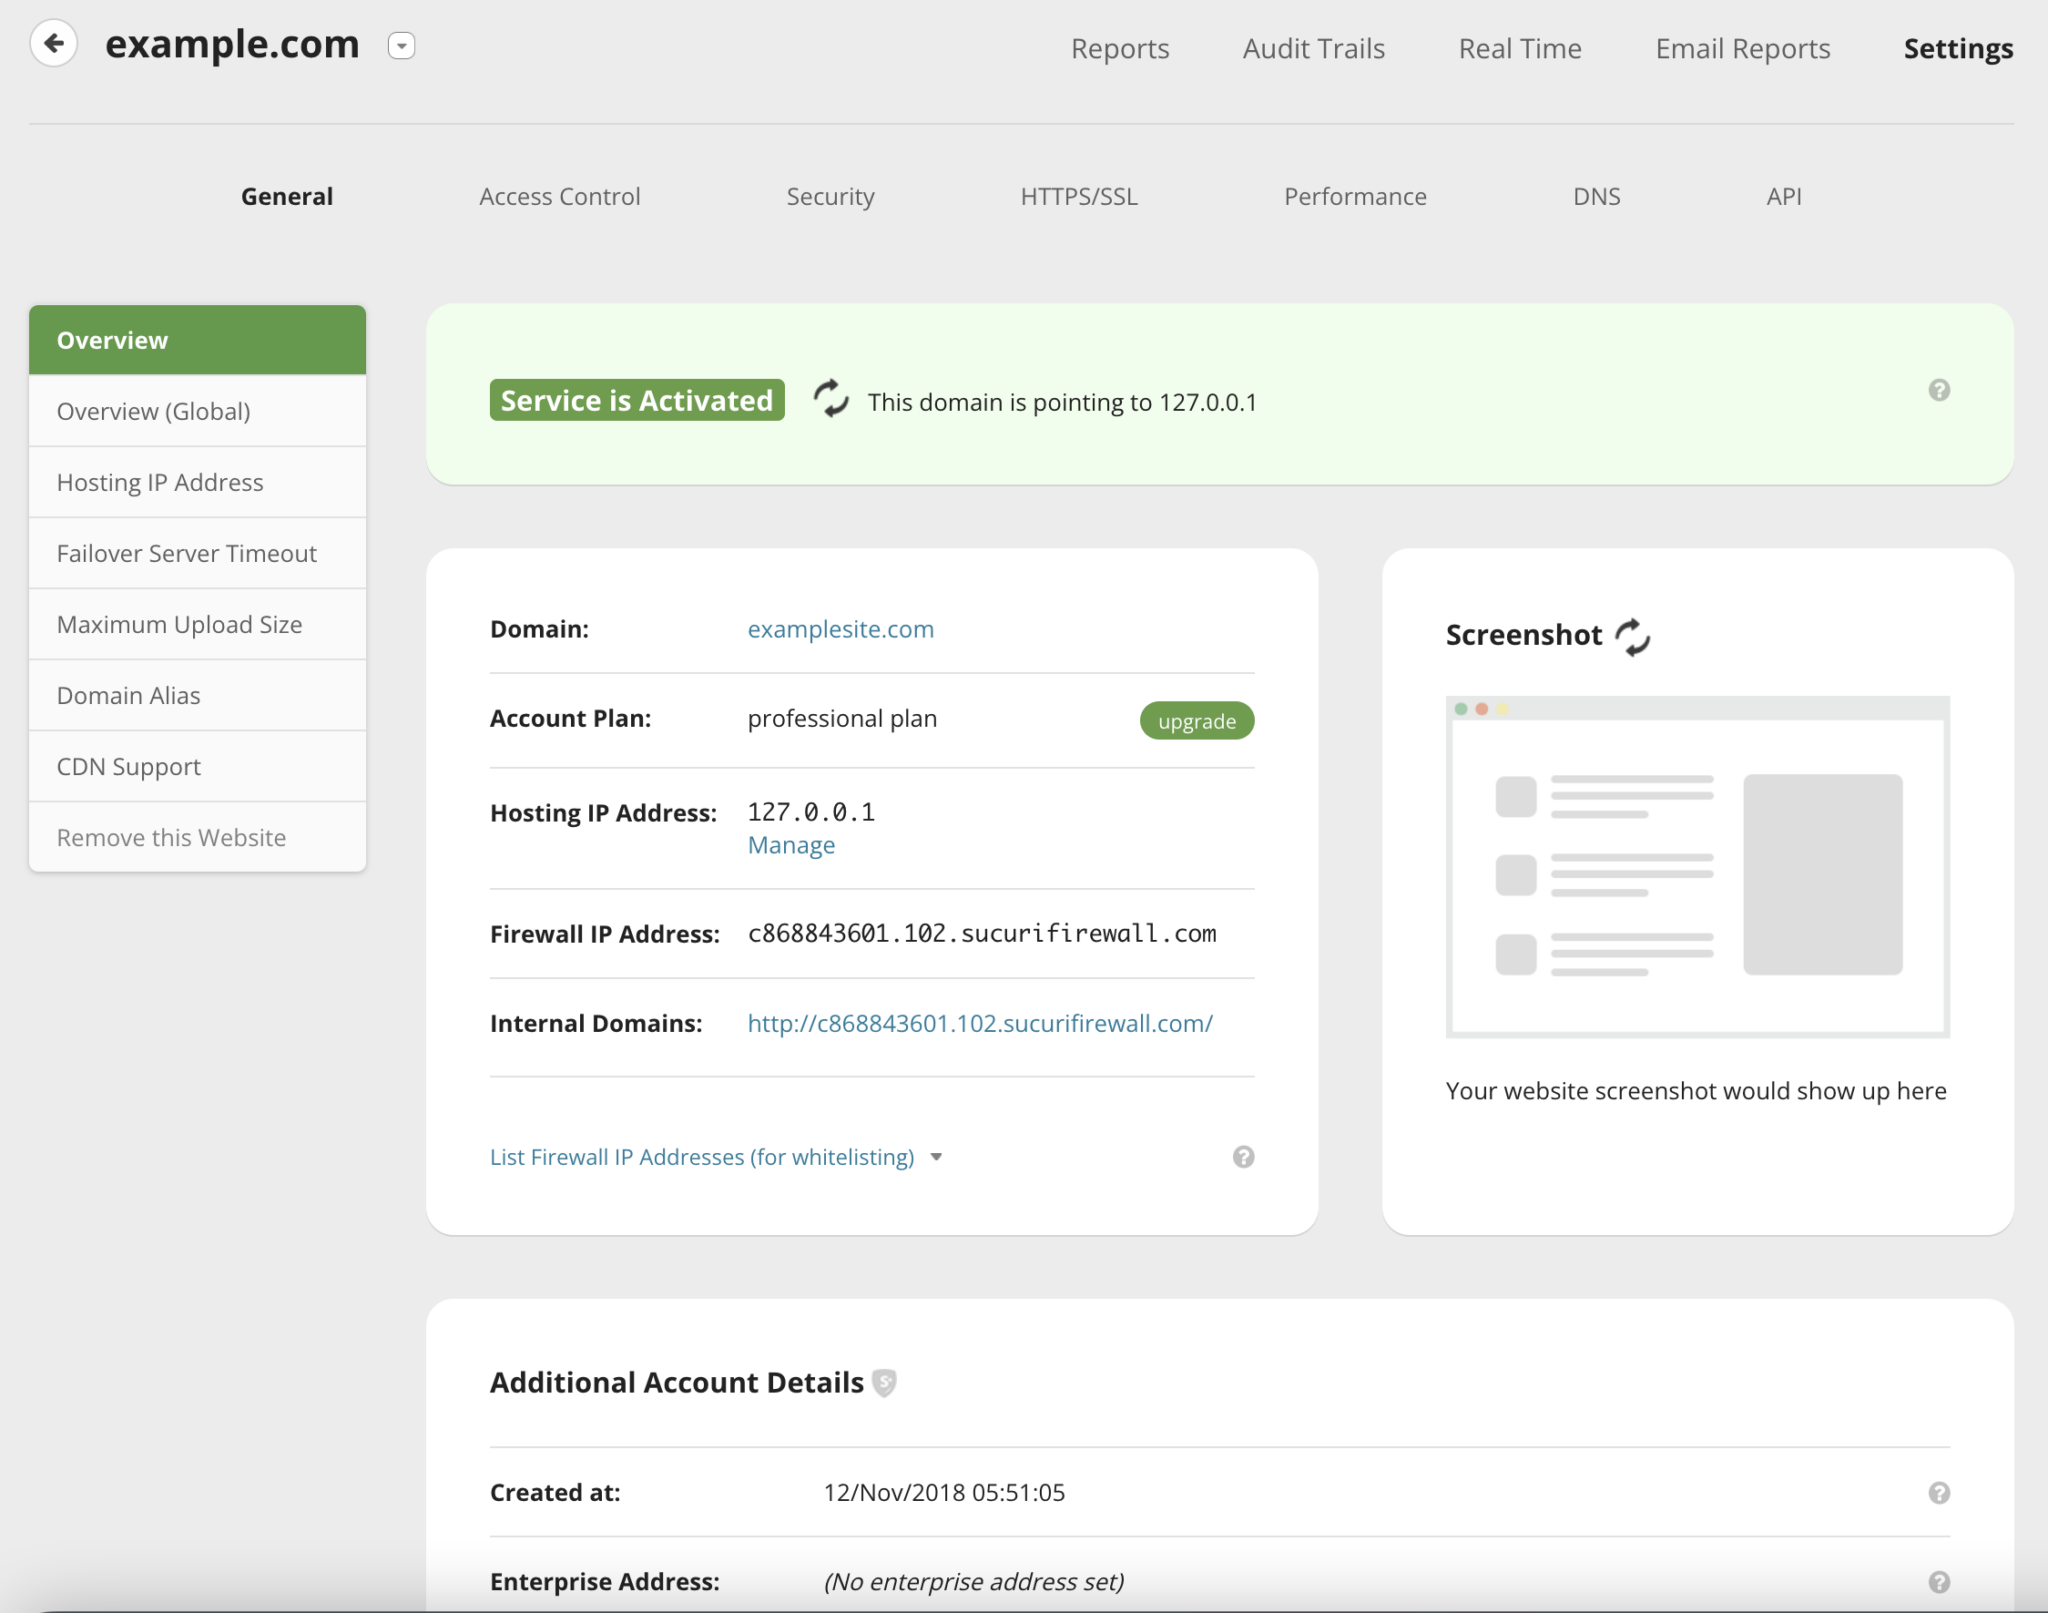 example.com
Reports Audit Trails Real Time Email Reports Settings
General Access Control Security HTTPS/SSL Performance DNS API
Overview
Overview (Global)
Hosting IP Address
Failover Server Timeout
Maximum Upload Size
Domain Alias
CDN Support
Remove this Website
Service is Activated This domain is pointing to 127.0.0.1 ?
Domain: examplesite.com
Account Plan: professional plan upgrade
Hosting IP Address: 127.0.0.1
Manage
Firewall IP Address: c868843601.102.sucurifirewall.com
Internal Domains: http://c868843601.102.sucurifirewall.com/
List Firewall IP Addresses (for whitelisting) ?
Screenshot
Your website screenshot would show up here
Additional Account Details S
Created at: 12/Nov/2018 05:51:05 ?
Enterprise Address: (No enterprise address set) ?